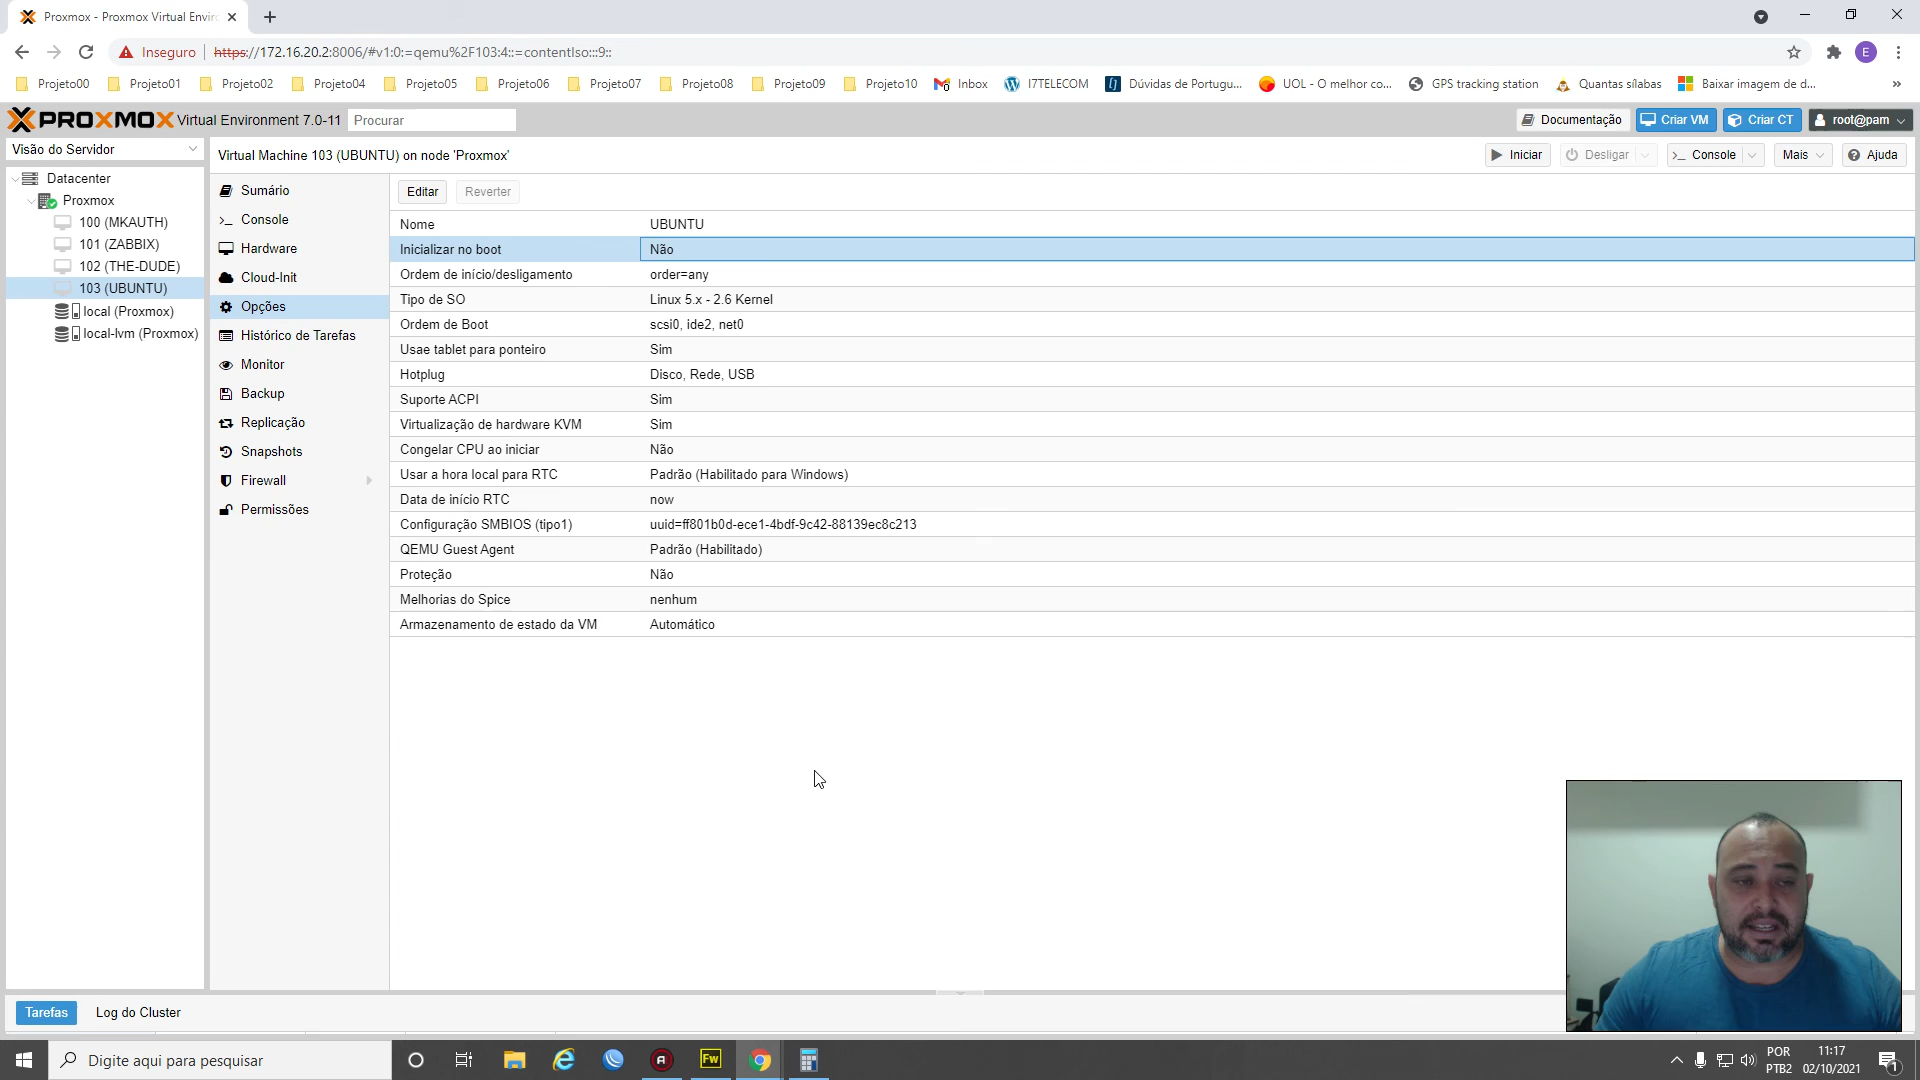 Proxmox - Proxmox Virtual Envir
Inseguro https://172.16.20.2:8006/#v1:0:=qemu%2F103:4::=contentIso:::9::
E
Projeto00 Projeto01 Projeto02 Projeto04 Projeto05 Projeto06 Projeto07 Projeto08 Projeto09 Projeto10 Inbox I7TELECOM Dúvidas de Portugu... UOL - O melhor co... GPS tracking station Quantas sílabas Baixar imagem de d... »
PROXMOX Virtual Environment 7.0-11 Procurar Documentação Criar VM Criar CT root@pam
Visão do Servidor
Virtual Machine 103 (UBUNTU) on node 'Proxmox' Iniciar Desligar Console Mais Ajuda
Datacenter
Proxmox
100 (MKAUTH)
101 (ZABBIX)
102 (THE-DUDE)
103 (UBUNTU)
local (Proxmox)
local-lvm (Proxmox)
Sumário
Console
Hardware
Cloud-Init
Opções
Histórico de Tarefas
Monitor
Backup
Replicação
Snapshots
Firewall
Permissões
Editar Reverter
Nome UBUNTU
Inicializar no boot Não
Ordem de início/desligamento order=any
Tipo de SO Linux 5.x - 2.6 Kernel
Ordem de Boot scsi0, ide2, net0
Usae tablet para ponteiro Sim
Hotplug Disco, Rede, USB
Suporte ACPI Sim
Virtualização de hardware KVM Sim
Congelar CPU ao iniciar Não
Usar a hora local para RTC Padrão (Habilitado para Windows)
Data de início RTC now
Configuração SMBIOS (tipo1) uuid=ff801b0d-ece1-4bdf-9c42-88139ec8c213
QEMU Guest Agent Padrão (Habilitado)
Proteção Não
Melhorias do Spice nenhum
Armazenamento de estado da VM Automático
Tarefas Log do Cluster
Digite aqui para pesquisar
Fw
POR
PTB2
11:17
02/10/2021
1